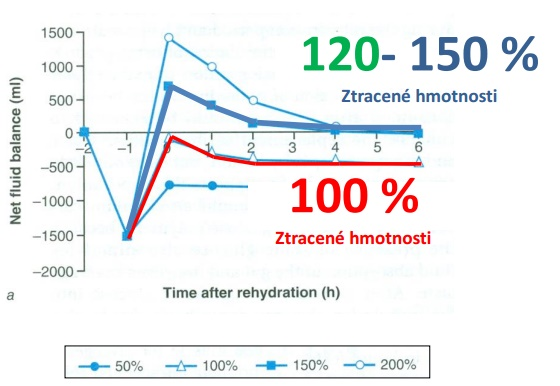 120- 150 %
Ztracené hmotnosti
100 %
Ztracené hmotnosti
Net fluid balance (ml)
1500
1000
500
0
–500
–1000
–1500
–2000
–2 –1 0 1 2 3 4 5 6
a
Time after rehydration (h)
50% 100% 150% 200%